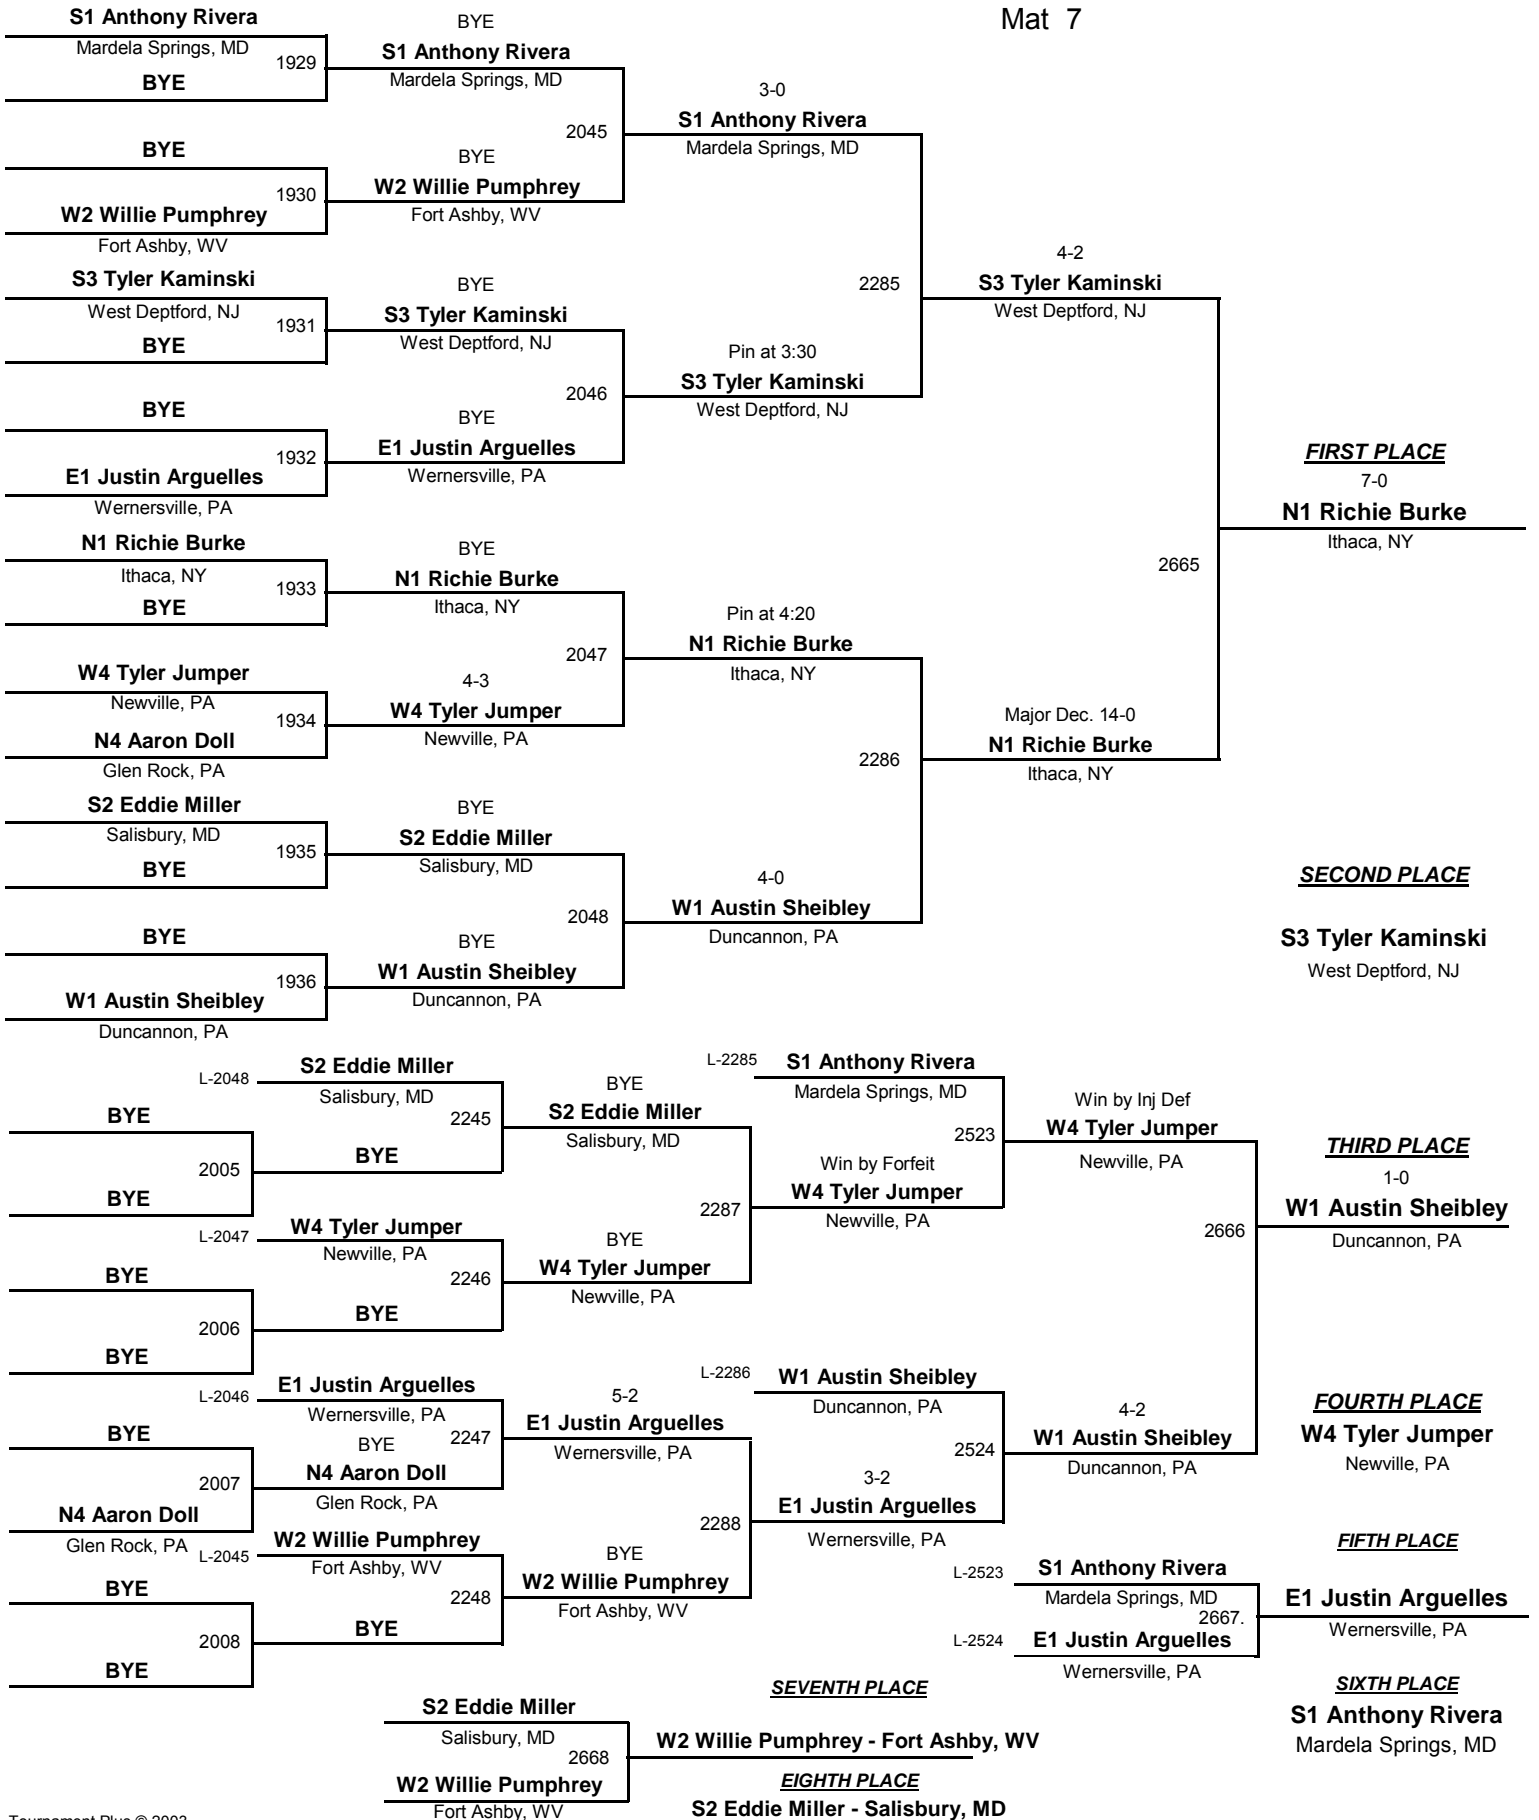 Mat 7
S1 Anthony Rivera
Mardela Springs, MD
1929
BYE
BYE
1930
W2 Willie Pumphrey
Fort Ashby, WV
S3 Tyler Kaminski
West Deptford, NJ
1931
BYE
BYE
1932
E1 Justin Arguelles
Wernersville, PA
N1 Richie Burke
Ithaca, NY
1933
BYE
W4 Tyler Jumper
Newville, PA
1934
N4 Aaron Doll
Glen Rock, PA
S2 Eddie Miller
Salisbury, MD
1935
BYE
BYE
1936
W1 Austin Sheibley
Duncannon, PA
BYE
S1 Anthony Rivera
Mardela Springs, MD
2045
BYE
W2 Willie Pumphrey
Fort Ashby, WV
BYE
S3 Tyler Kaminski
West Deptford, NJ
2046
BYE
E1 Justin Arguelles
Wernersville, PA
BYE
N1 Richie Burke
Ithaca, NY
2047
4-3
W4 Tyler Jumper
Newville, PA
BYE
S2 Eddie Miller
Salisbury, MD
2048
BYE
W1 Austin Sheibley
Duncannon, PA
3-0
S1 Anthony Rivera
Mardela Springs, MD
2285
Pin at 3:30
S3 Tyler Kaminski
West Deptford, NJ
Pin at 4:20
N1 Richie Burke
Ithaca, NY
2286
4-0
W1 Austin Sheibley
Duncannon, PA
4-2
S3 Tyler Kaminski
West Deptford, NJ
2665
Major Dec. 14-0
N1 Richie Burke
Ithaca, NY
FIRST PLACE
7-0
N1 Richie Burke
Ithaca, NY
SECOND PLACE
S3 Tyler Kaminski
West Deptford, NJ
BYE
2005
BYE
BYE
2006
BYE
BYE
2007
N4 Aaron Doll
Glen Rock, PA
BYE
2008
BYE
L-2048
S2 Eddie Miller
Salisbury, MD
2245
BYE
L-2047
W4 Tyler Jumper
Newville, PA
2246
BYE
L-2046
E1 Justin Arguelles
Wernersville, PA
2247
BYE
N4 Aaron Doll
Glen Rock, PA
L-2045
W2 Willie Pumphrey
Fort Ashby, WV
2248
BYE
BYE
S2 Eddie Miller
Salisbury, MD
2287
BYE
W4 Tyler Jumper
Newville, PA
5-2
E1 Justin Arguelles
Wernersville, PA
2288
BYE
W2 Willie Pumphrey
Fort Ashby, WV
L-2285
S1 Anthony Rivera
Mardela Springs, MD
2523
Win by Forfeit
W4 Tyler Jumper
Newville, PA
L-2286
W1 Austin Sheibley
Duncannon, PA
2524
3-2
E1 Justin Arguelles
Wernersville, PA
Win by Inj Def
W4 Tyler Jumper
Newville, PA
2666
4-2
W1 Austin Sheibley
Duncannon, PA
THIRD PLACE
1-0
W1 Austin Sheibley
Duncannon, PA
FOURTH PLACE
W4 Tyler Jumper
Newville, PA
L-2523
S1 Anthony Rivera
Mardela Springs, MD
2667.
L-2524
E1 Justin Arguelles
Wernersville, PA
FIFTH PLACE
E1 Justin Arguelles
Wernersville, PA
SIXTH PLACE
S1 Anthony Rivera
Mardela Springs, MD
S2 Eddie Miller
Salisbury, MD
2668
W2 Willie Pumphrey
Fort Ashby, WV
SEVENTH PLACE
W2 Willie Pumphrey - Fort Ashby, WV
EIGHTH PLACE
S2 Eddie Miller - Salisbury, MD